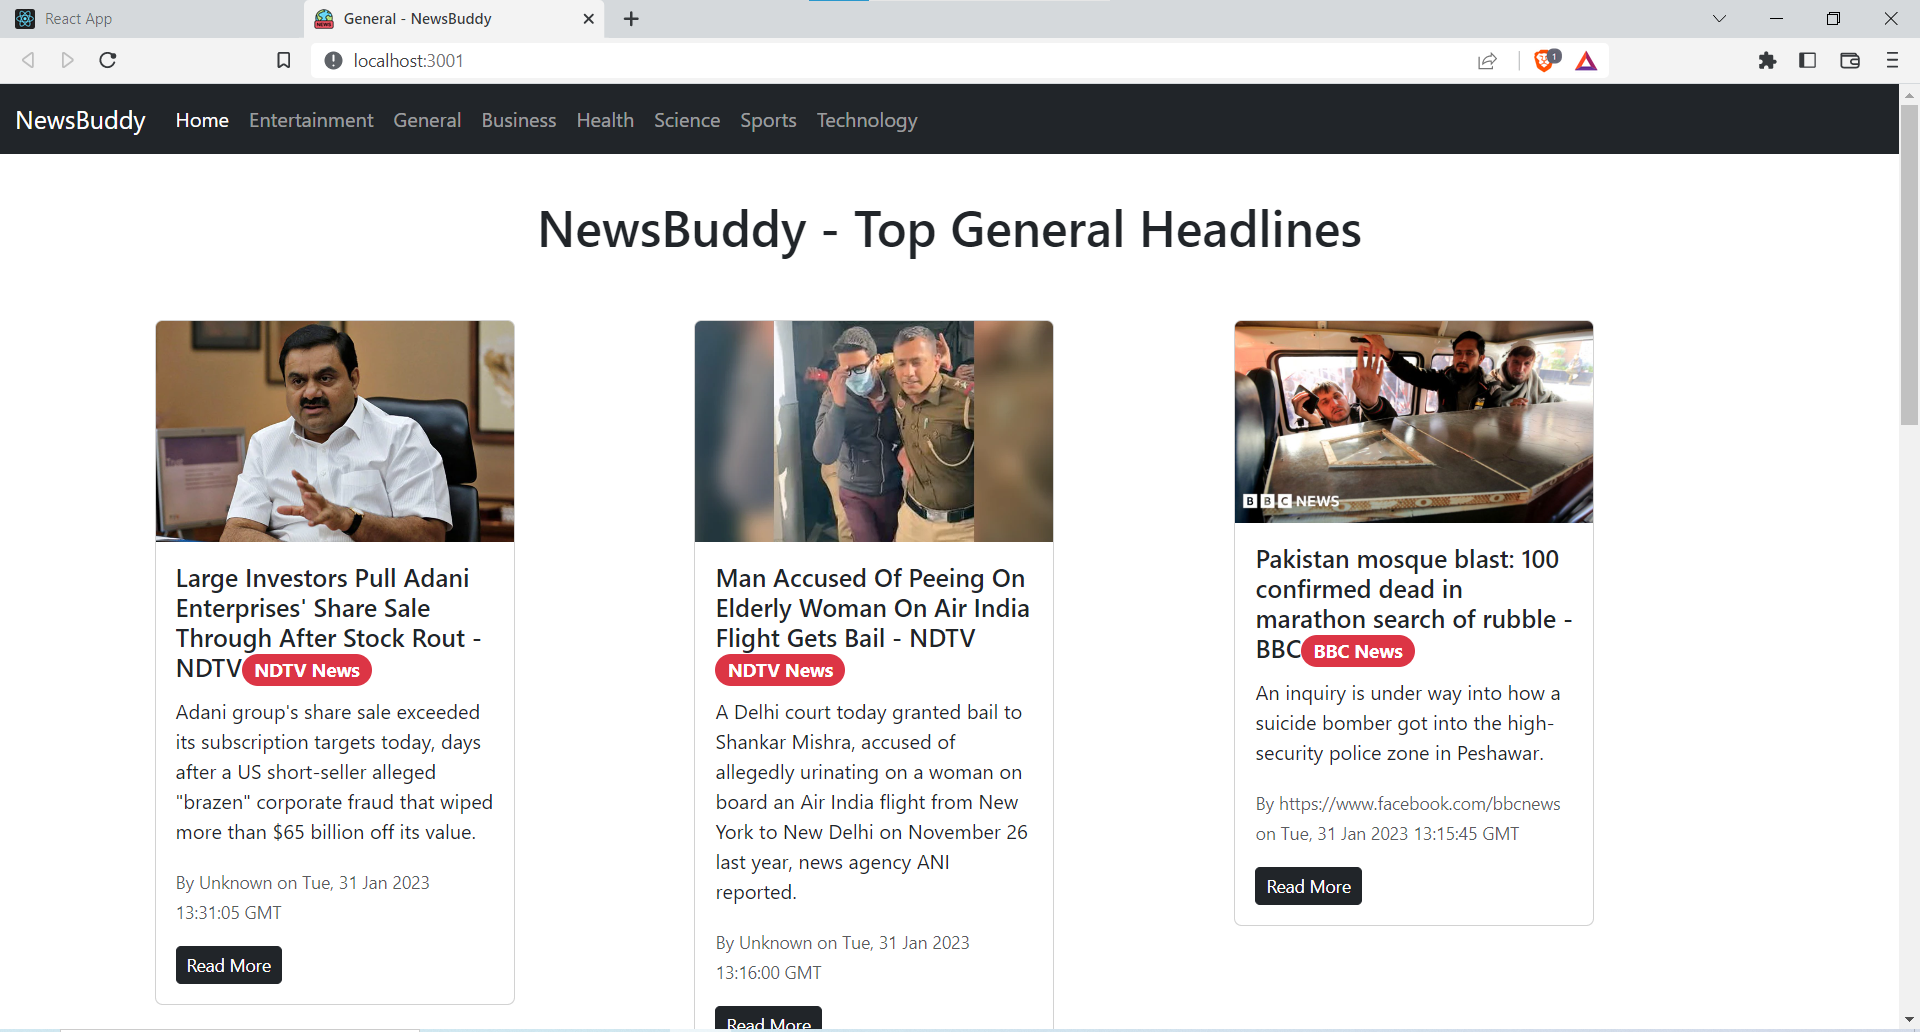 React App
General - NewsBuddy
localhost:3001
1
NewsBuddy Home Entertainment General Business Health Science Sports Technology
NewsBuddy - Top General Headlines
Large Investors Pull Adani
Enterprises' Share Sale
Through After Stock Rout -
NDTV NDTV News
Adani group's share sale exceeded
its subscription targets today, days
after a US short-seller alleged
"brazen" corporate fraud that wiped
more than $65 billion off its value.
By Unknown on Tue, 31 Jan 2023
13:31:05 GMT
Read More
Man Accused Of Peeing On
Elderly Woman On Air India
Flight Gets Bail - NDTV
NDTV News
A Delhi court today granted bail to
Shankar Mishra, accused of
allegedly urinating on a woman on
board an Air India flight from New
York to New Delhi on November 26
last year, news agency ANI
reported.
By Unknown on Tue, 31 Jan 2023
13:16:00 GMT
Read More
BBC NEWS
Pakistan mosque blast: 100
confirmed dead in
marathon search of rubble -
BBC BBC News
An inquiry is under way into how a
suicide bomber got into the high-
security police zone in Peshawar.
By https://www.facebook.com/bbcnews
on Tue, 31 Jan 2023 13:15:45 GMT
Read More